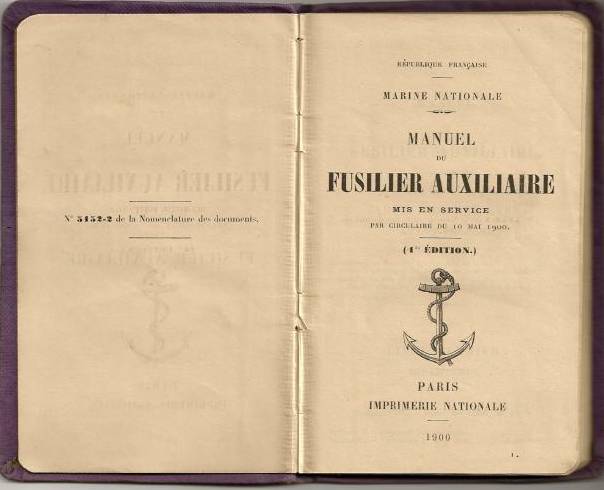 N° 5152-2 de la Nomenclature des documents.
RÉPUBLIQUE FRANÇAISE
MARINE NATIONALE
MANUEL
DU
FUSILIER AUXILIAIRE
MIS EN SERVICE
PAR CIRCULAIRE DU 10 MAI 1900.
(1re ÉDITION.)
PARIS
IMPRIMERIE NATIONALE
1900
1.